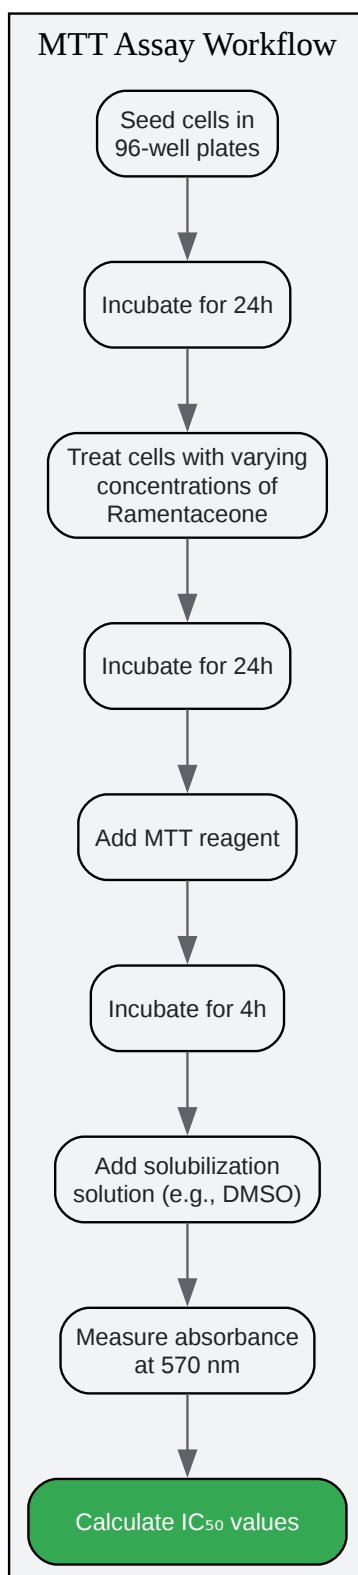 MTT Assay Workflow
Seed cells in
96-well plates
Incubate for 24h
Treat cells with varying
concentrations of
Ramentaceone
Incubate for 24h
Add MTT reagent
Incubate for 4h
Add solubilization
solution (e.g., DMSO)
Measure absorbance
at 570 nm
Calculate IC₅₀ values